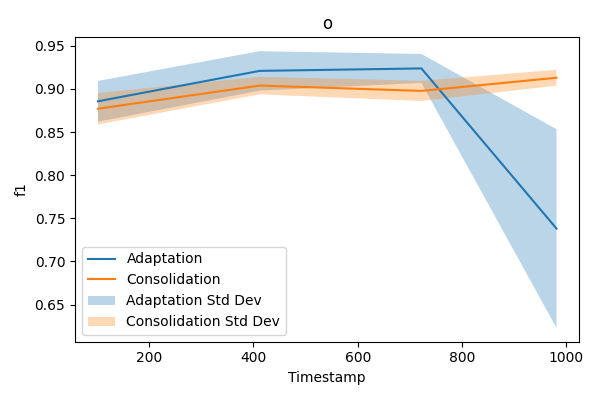 o
0.95
0.90
0.85
0.80
0.75
0.70
0.65
f1
Adaptation
Consolidation
Adaptation Std Dev
Consolidation Std Dev
200 400 600 800 1000
Timestamp